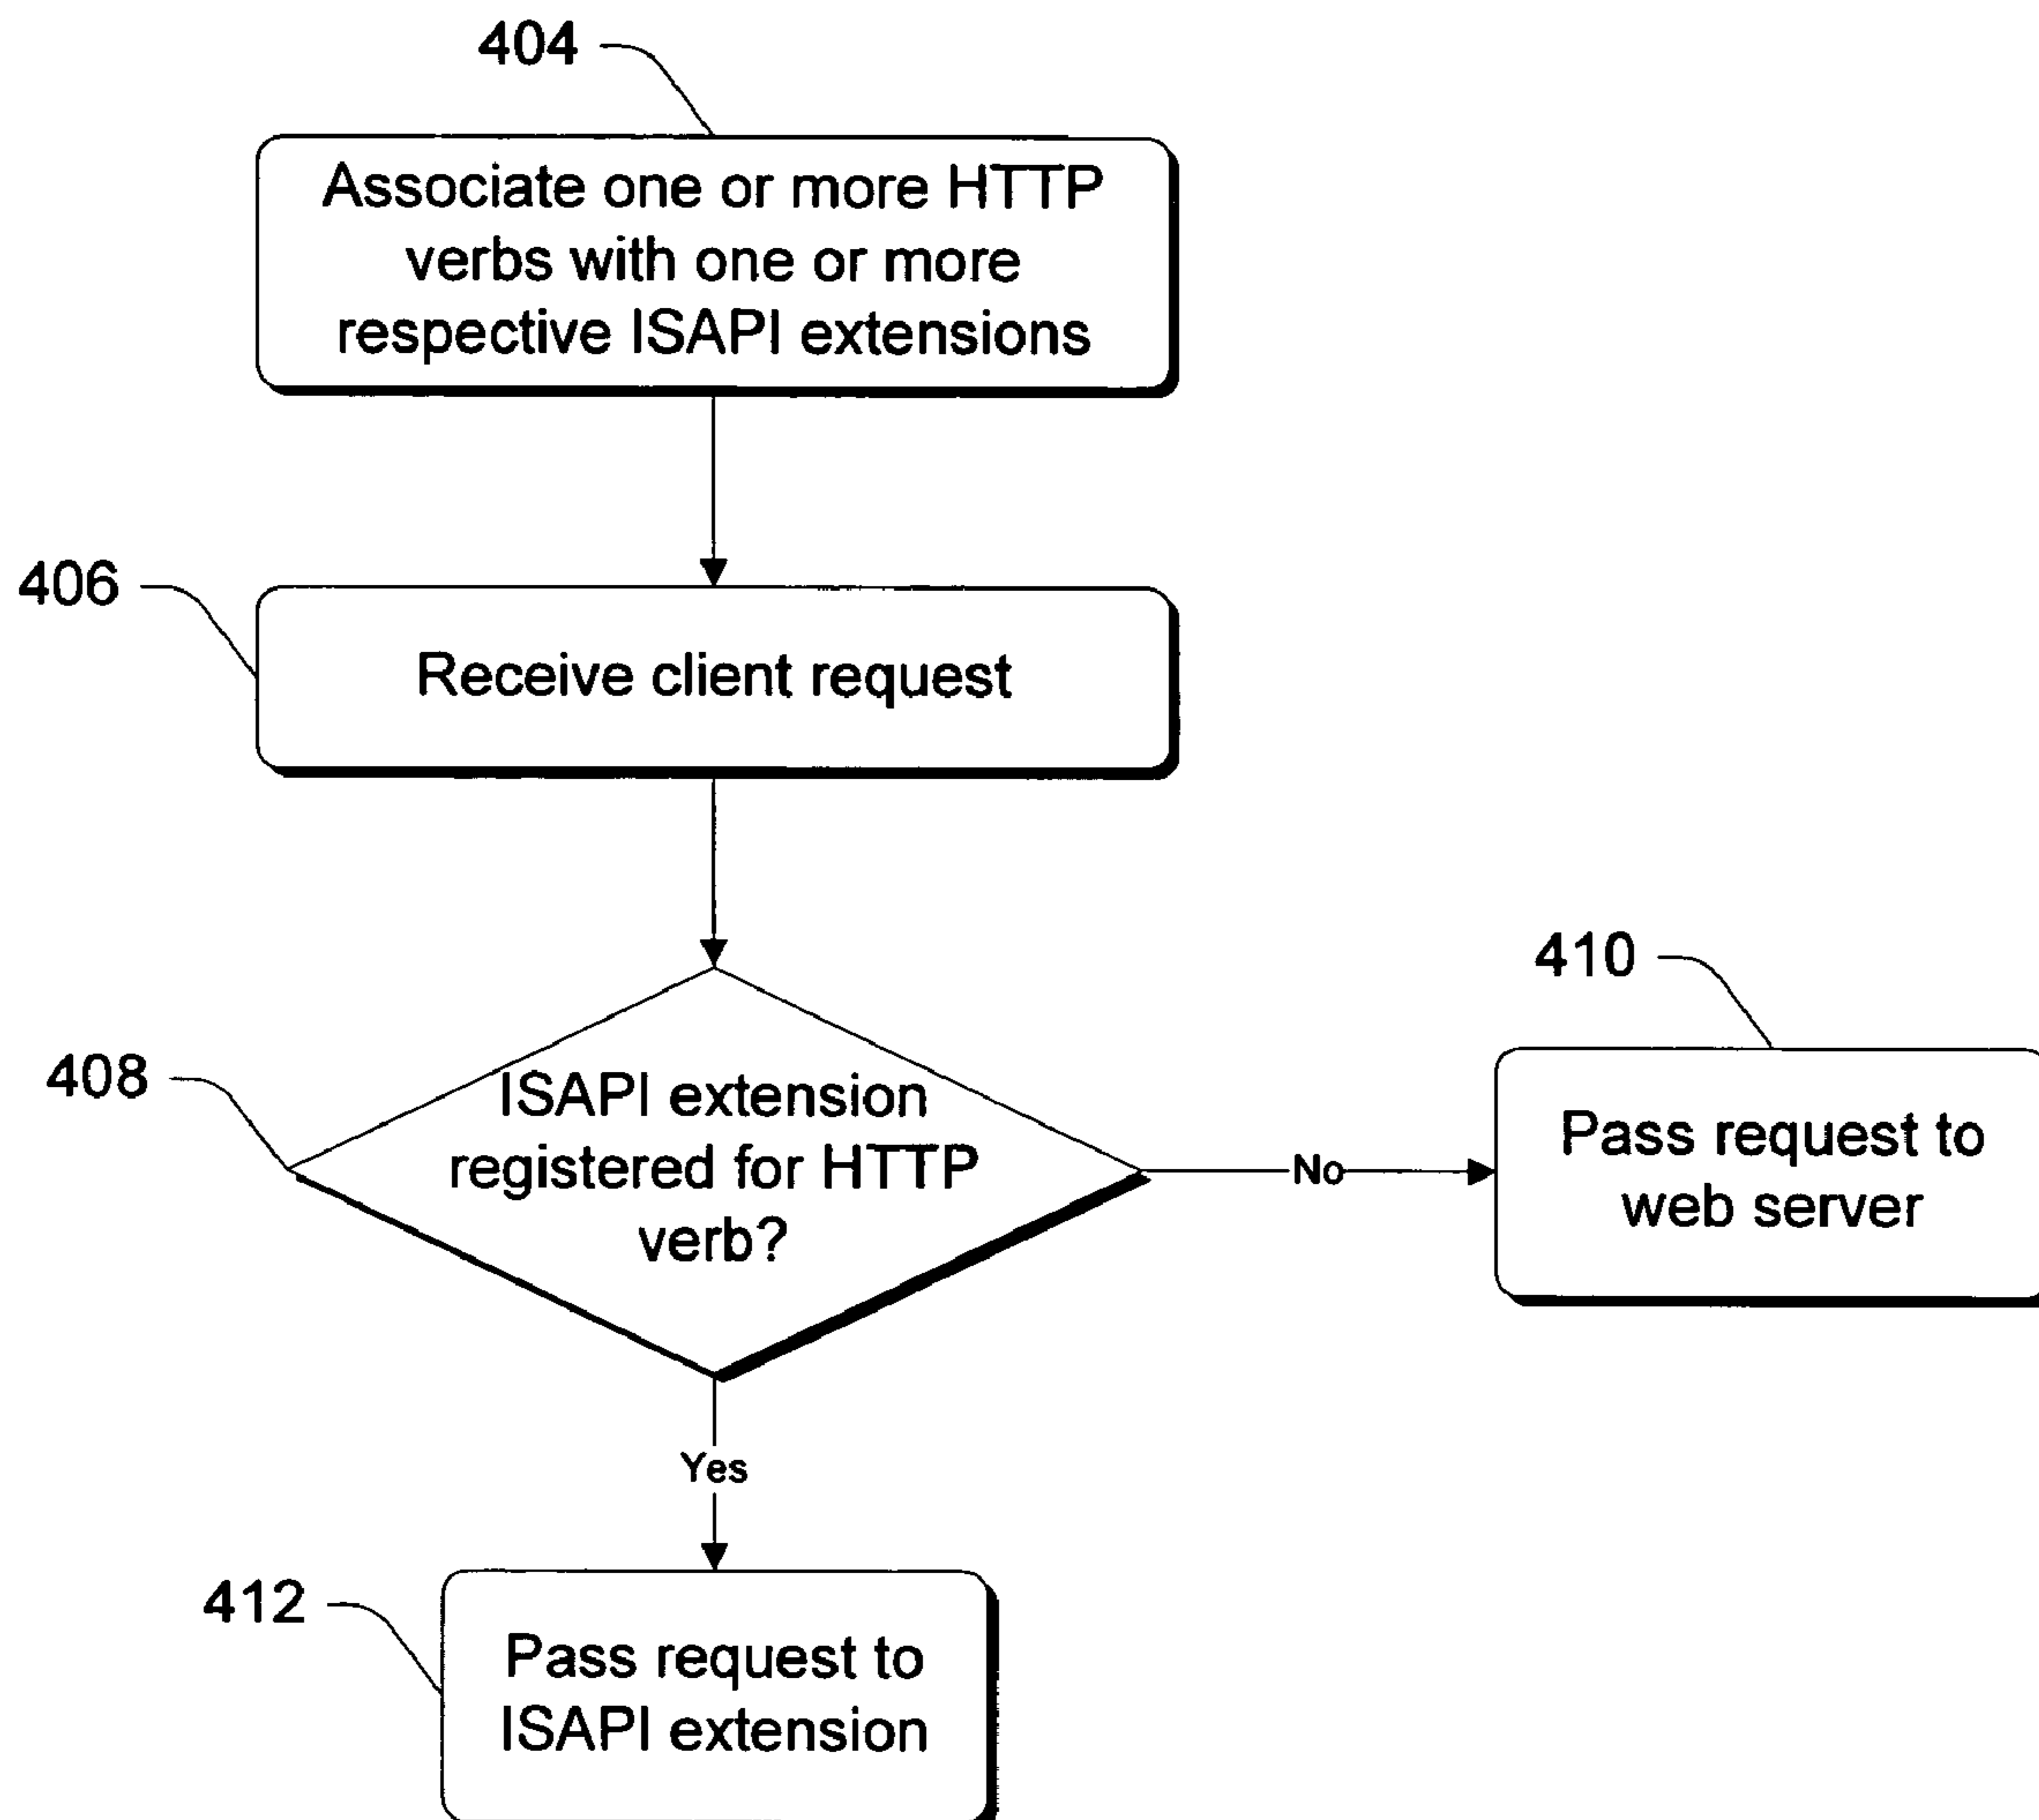 404
Associate one or more HTTP
verbs with one or more
respective ISAPI extensions
406
Receive client request
408
ISAPI extension
registered for HTTP
verb?
No
410
Pass request to
web server
Yes
412
Pass request to
ISAPI extension